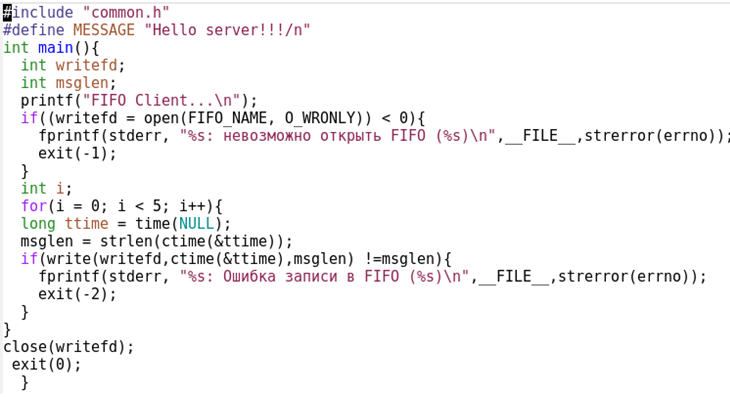 #include "common.h"
#define MESSAGE "Hello server!!!/n"
int main(){
  int writefd;
  int msglen;
  printf("FIFO Client...\n");
  if((writefd = open(FIFO_NAME, O_WRONLY)) < 0){
    fprintf(stderr, "%s: невозможно открыть FIFO (%s)\n",__FILE__,strerror(errno));
    exit(-1);
  }
  int i;
  for(i = 0; i < 5; i++){
  long ttime = time(NULL);
  msglen = strlen(ctime(&ttime));
  if(write(writefd,ctime(&ttime),msglen) !=msglen){
    fprintf(stderr, "%s: Ошибка записи в FIFO (%s)\n",__FILE__,strerror(errno));
    exit(-2);
  }
}
close(writefd);
 exit(0);
  }